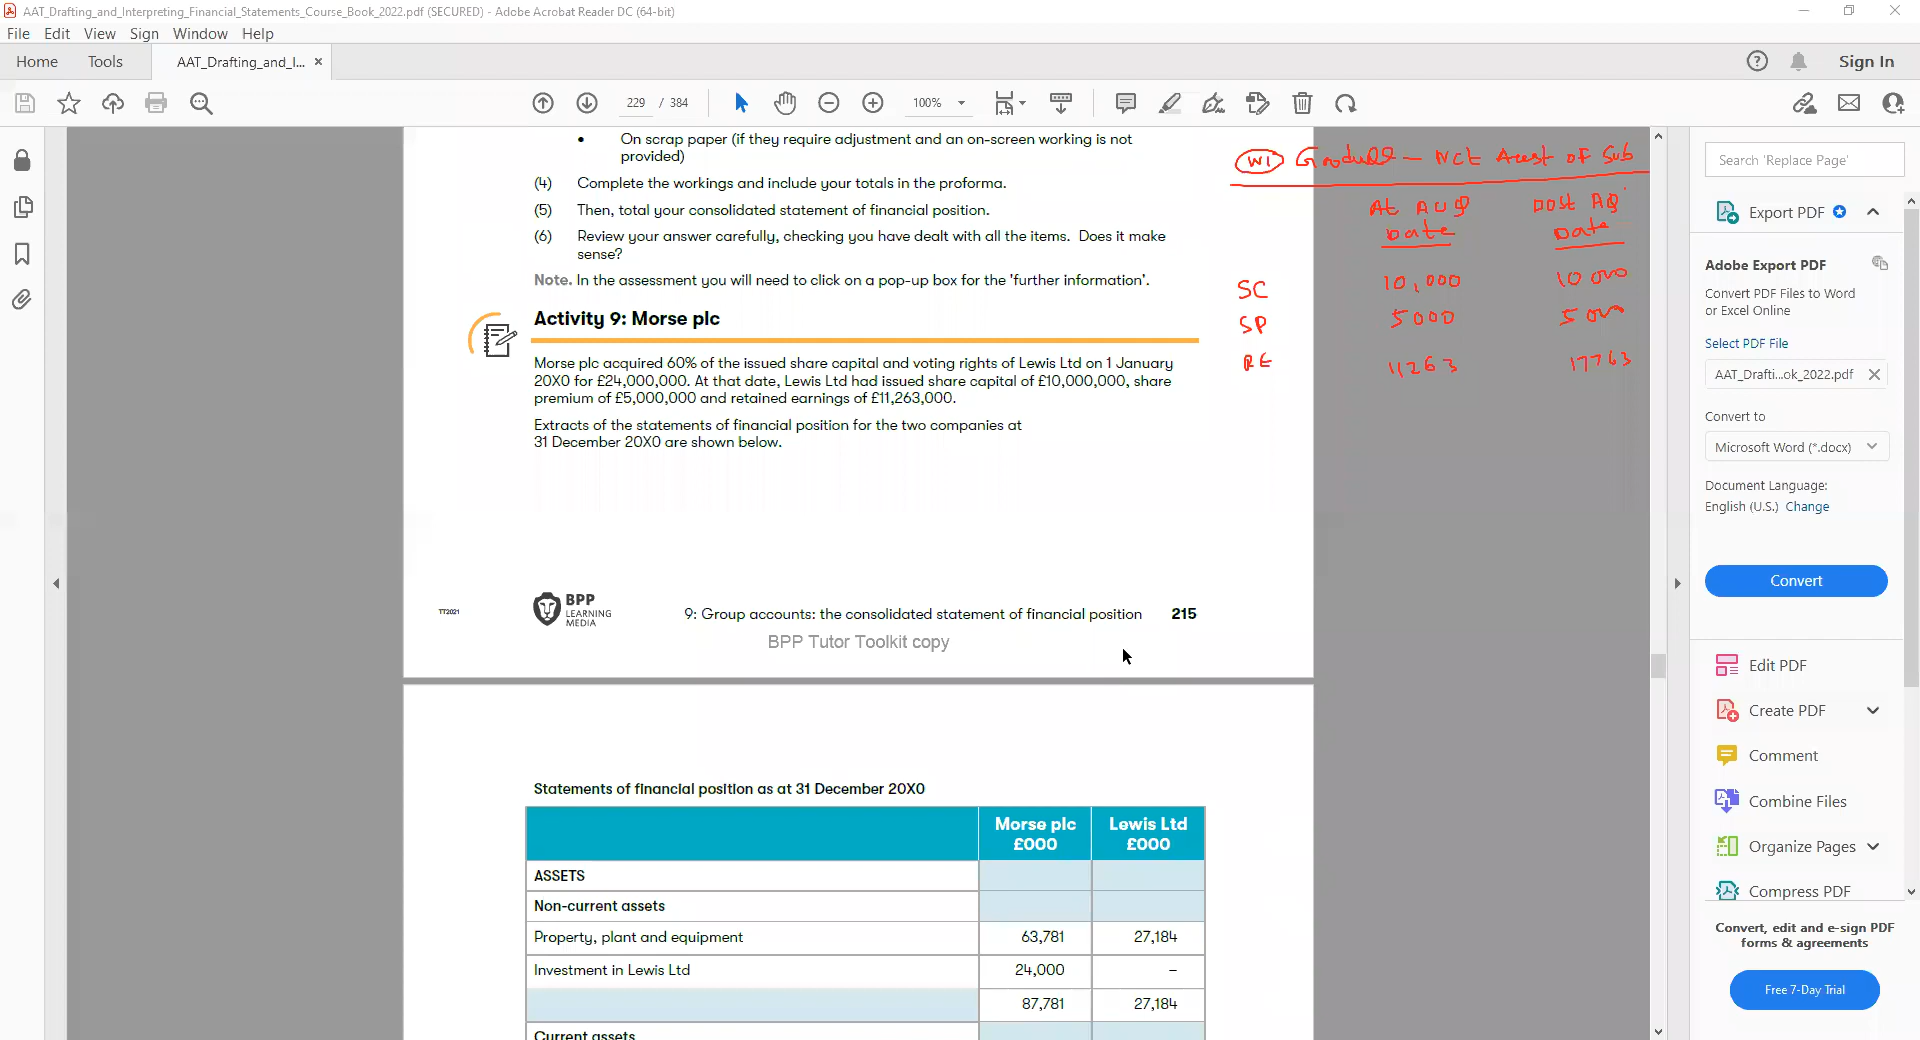 AAT_Drafting_and_Interpreting_Financial_Statements_Course_Book_2022.pdf (SECURED) - Adobe Acrobat Reader DC (64-bit)
File Edit View Sign Window Help
Home Tools AAT_Drafting_and_I... × Sign In
229 / 384 100%
• On scrap paper (if they require adjustment and an on-screen working is not
provided)
(4) Complete the workings and include your totals in the proforma.
(5) Then, total your consolidated statement of financial position.
(6) Review your answer carefully, checking you have dealt with all the items. Does it make
sense?
Note. In the assessment you will need to click on a pop-up box for the 'further information'.
Activity 9: Morse plc
Morse plc acquired 60% of the issued share capital and voting rights of Lewis Ltd on 1 January
20X0 for £24,000,000. At that date, Lewis Ltd had issued share capital of £10,000,000, share
premium of £5,000,000 and retained earnings of £11,263,000.
Extracts of the statements of financial position for the two companies at
31 December 20X0 are shown below.
TT2021
BPP
LEARNING
MEDIA
9: Group accounts: the consolidated statement of financial position 215
BPP Tutor Toolkit copy
Statements of financial position as at 31 December 20X0
Morse plc Lewis Ltd
£000 £000
ASSETS
Non-current assets
Property, plant and equipment 63,781 27,184
Investment in Lewis Ltd 24,000 –
87,781 27,184
Current assets
W1 – Net of Sub
At Post
Date Date
SC 10,000 10000
SP 5000 5000
RE 11263 17763
Search 'Replace Page'
Export PDF
Adobe Export PDF
Convert PDF Files to Word
or Excel Online
Select PDF File
AAT_Drafti...ok_2022.pdf
Convert to
Microsoft Word (*.docx)
Document Language:
English (U.S.) Change
Convert
Edit PDF
Create PDF
Comment
Combine Files
Organize Pages
Compress PDF
Convert, edit and e-sign PDF
forms & agreements
Free 7-Day Trial